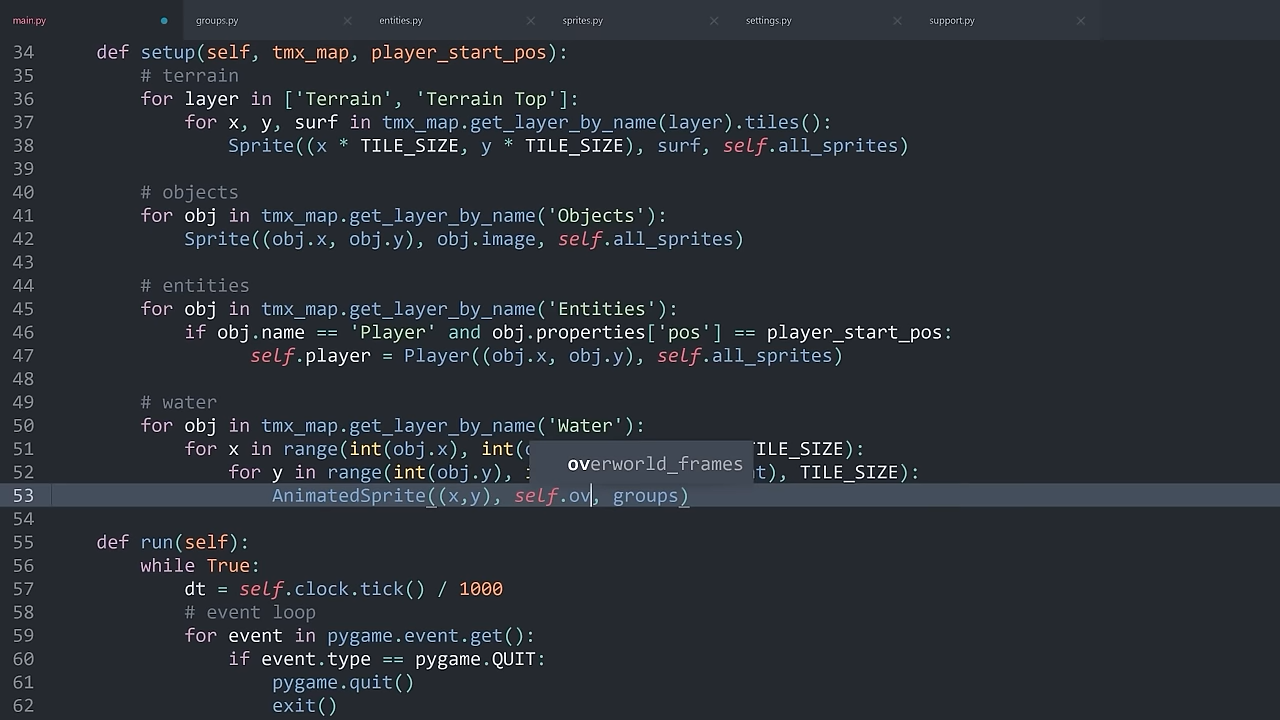 main.py groups.py entities.py sprites.py settings.py support.py
34 def setup(self, tmx_map, player_start_pos):
35 # terrain
36 for layer in ['Terrain', 'Terrain Top']:
37 for x, y, surf in tmx_map.get_layer_by_name(layer).tiles():
38 Sprite((x * TILE_SIZE, y * TILE_SIZE), surf, self.all_sprites)
39
40 # objects
41 for obj in tmx_map.get_layer_by_name('Objects'):
42 Sprite((obj.x, obj.y), obj.image, self.all_sprites)
43
44 # entities
45 for obj in tmx_map.get_layer_by_name('Entities'):
46 if obj.name == 'Player' and obj.properties['pos'] == player_start_pos:
47 self.player = Player((obj.x, obj.y), self.all_sprites)
48
49 # water
50 for obj in tmx_map.get_layer_by_name('Water'):
51 for x in range(int(obj.x), int( TILE_SIZE):
overworld_frames
52 for y in range(int(obj.y), t), TILE_SIZE):
53 AnimatedSprite((x,y), self.ov, groups)
54
55 def run(self):
56 while True:
57 dt = self.clock.tick() / 1000
58 # event loop
59 for event in pygame.event.get():
60 if event.type == pygame.QUIT:
61 pygame.quit()
62 exit()